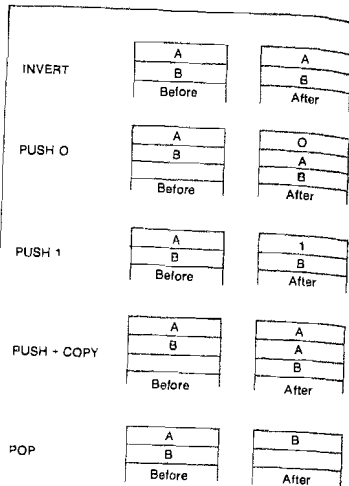 INVERT
A A
B B
Before After
PUSH O
A O
B A
B
Before After
PUSH 1
A 1
B B
Before After
PUSH + COPY
A A
B A
B
Before After
POP
A B
B
Before After